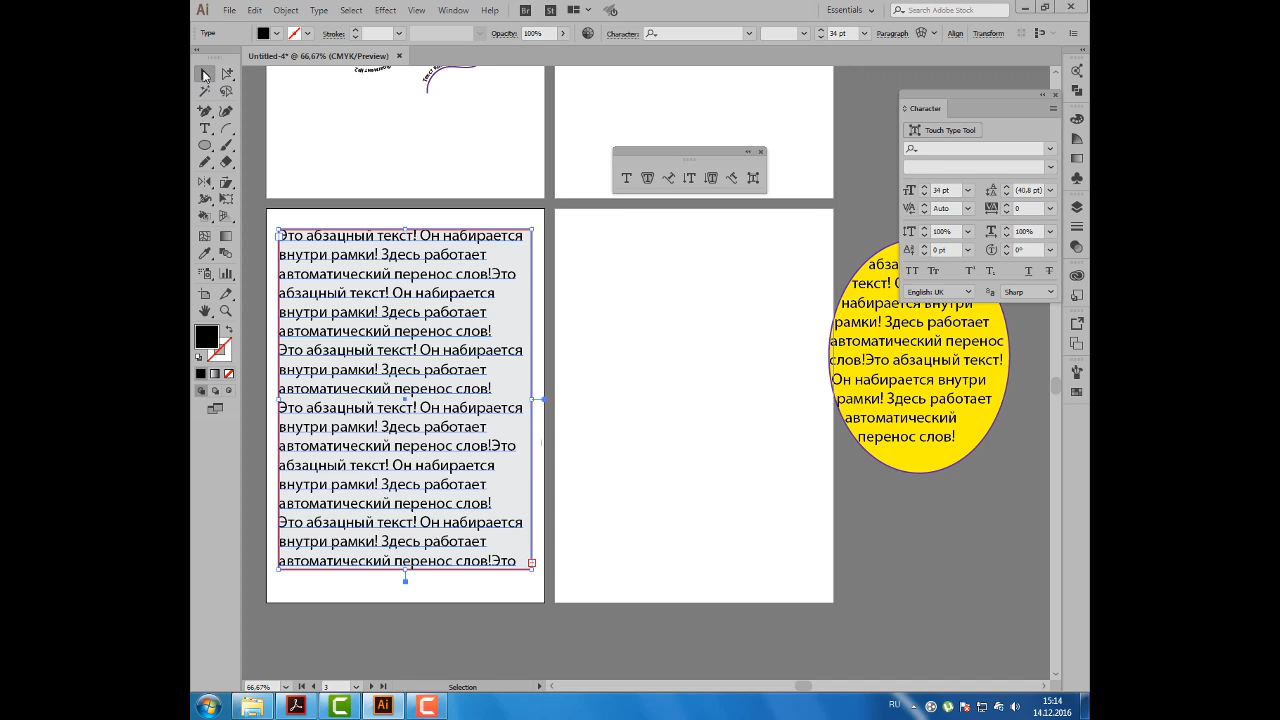 Ai File Edit Object Type Select Effect View Window Help Br St Essentials Search Adobe Stock
Type Strokes: Opacity: 100% Characters: 34 pt Paragraph Align Transform
Untitled-4* @ 66,67% (CMYK/Preview)
Character
Touch Type Tool
34 pt (40,8 pt)
Auto 0
100% 100%
0 pt 0°
English: UK Sharp
Это абзацный текст! Он набирается
внутри рамки! Здесь работает
автоматический перенос слов!Это
абзацный текст! Он набирается
внутри рамки! Здесь работает
автоматический перенос слов!
Это абзацный текст! Он набирается
внутри рамки! Здесь работает
автоматический перенос слов!
Это абзацный текст! Он набирается
внутри рамки! Здесь работает
автоматический перенос слов!Это
абзацный текст! Он набирается
внутри рамки! Здесь работает
автоматический перенос слов!
Это абзацный текст! Он набирается
внутри рамки! Здесь работает
автоматический перенос слов!Это
абза
текст! О
набирается внутри
рамки! Здесь работает
автоматический перенос
слов!Это абзацный текст!
Он набирается внутри
рамки! Здесь работает
автоматический
перенос слов!
66,67% 3 Selection
RU 15:14
14.12.2016